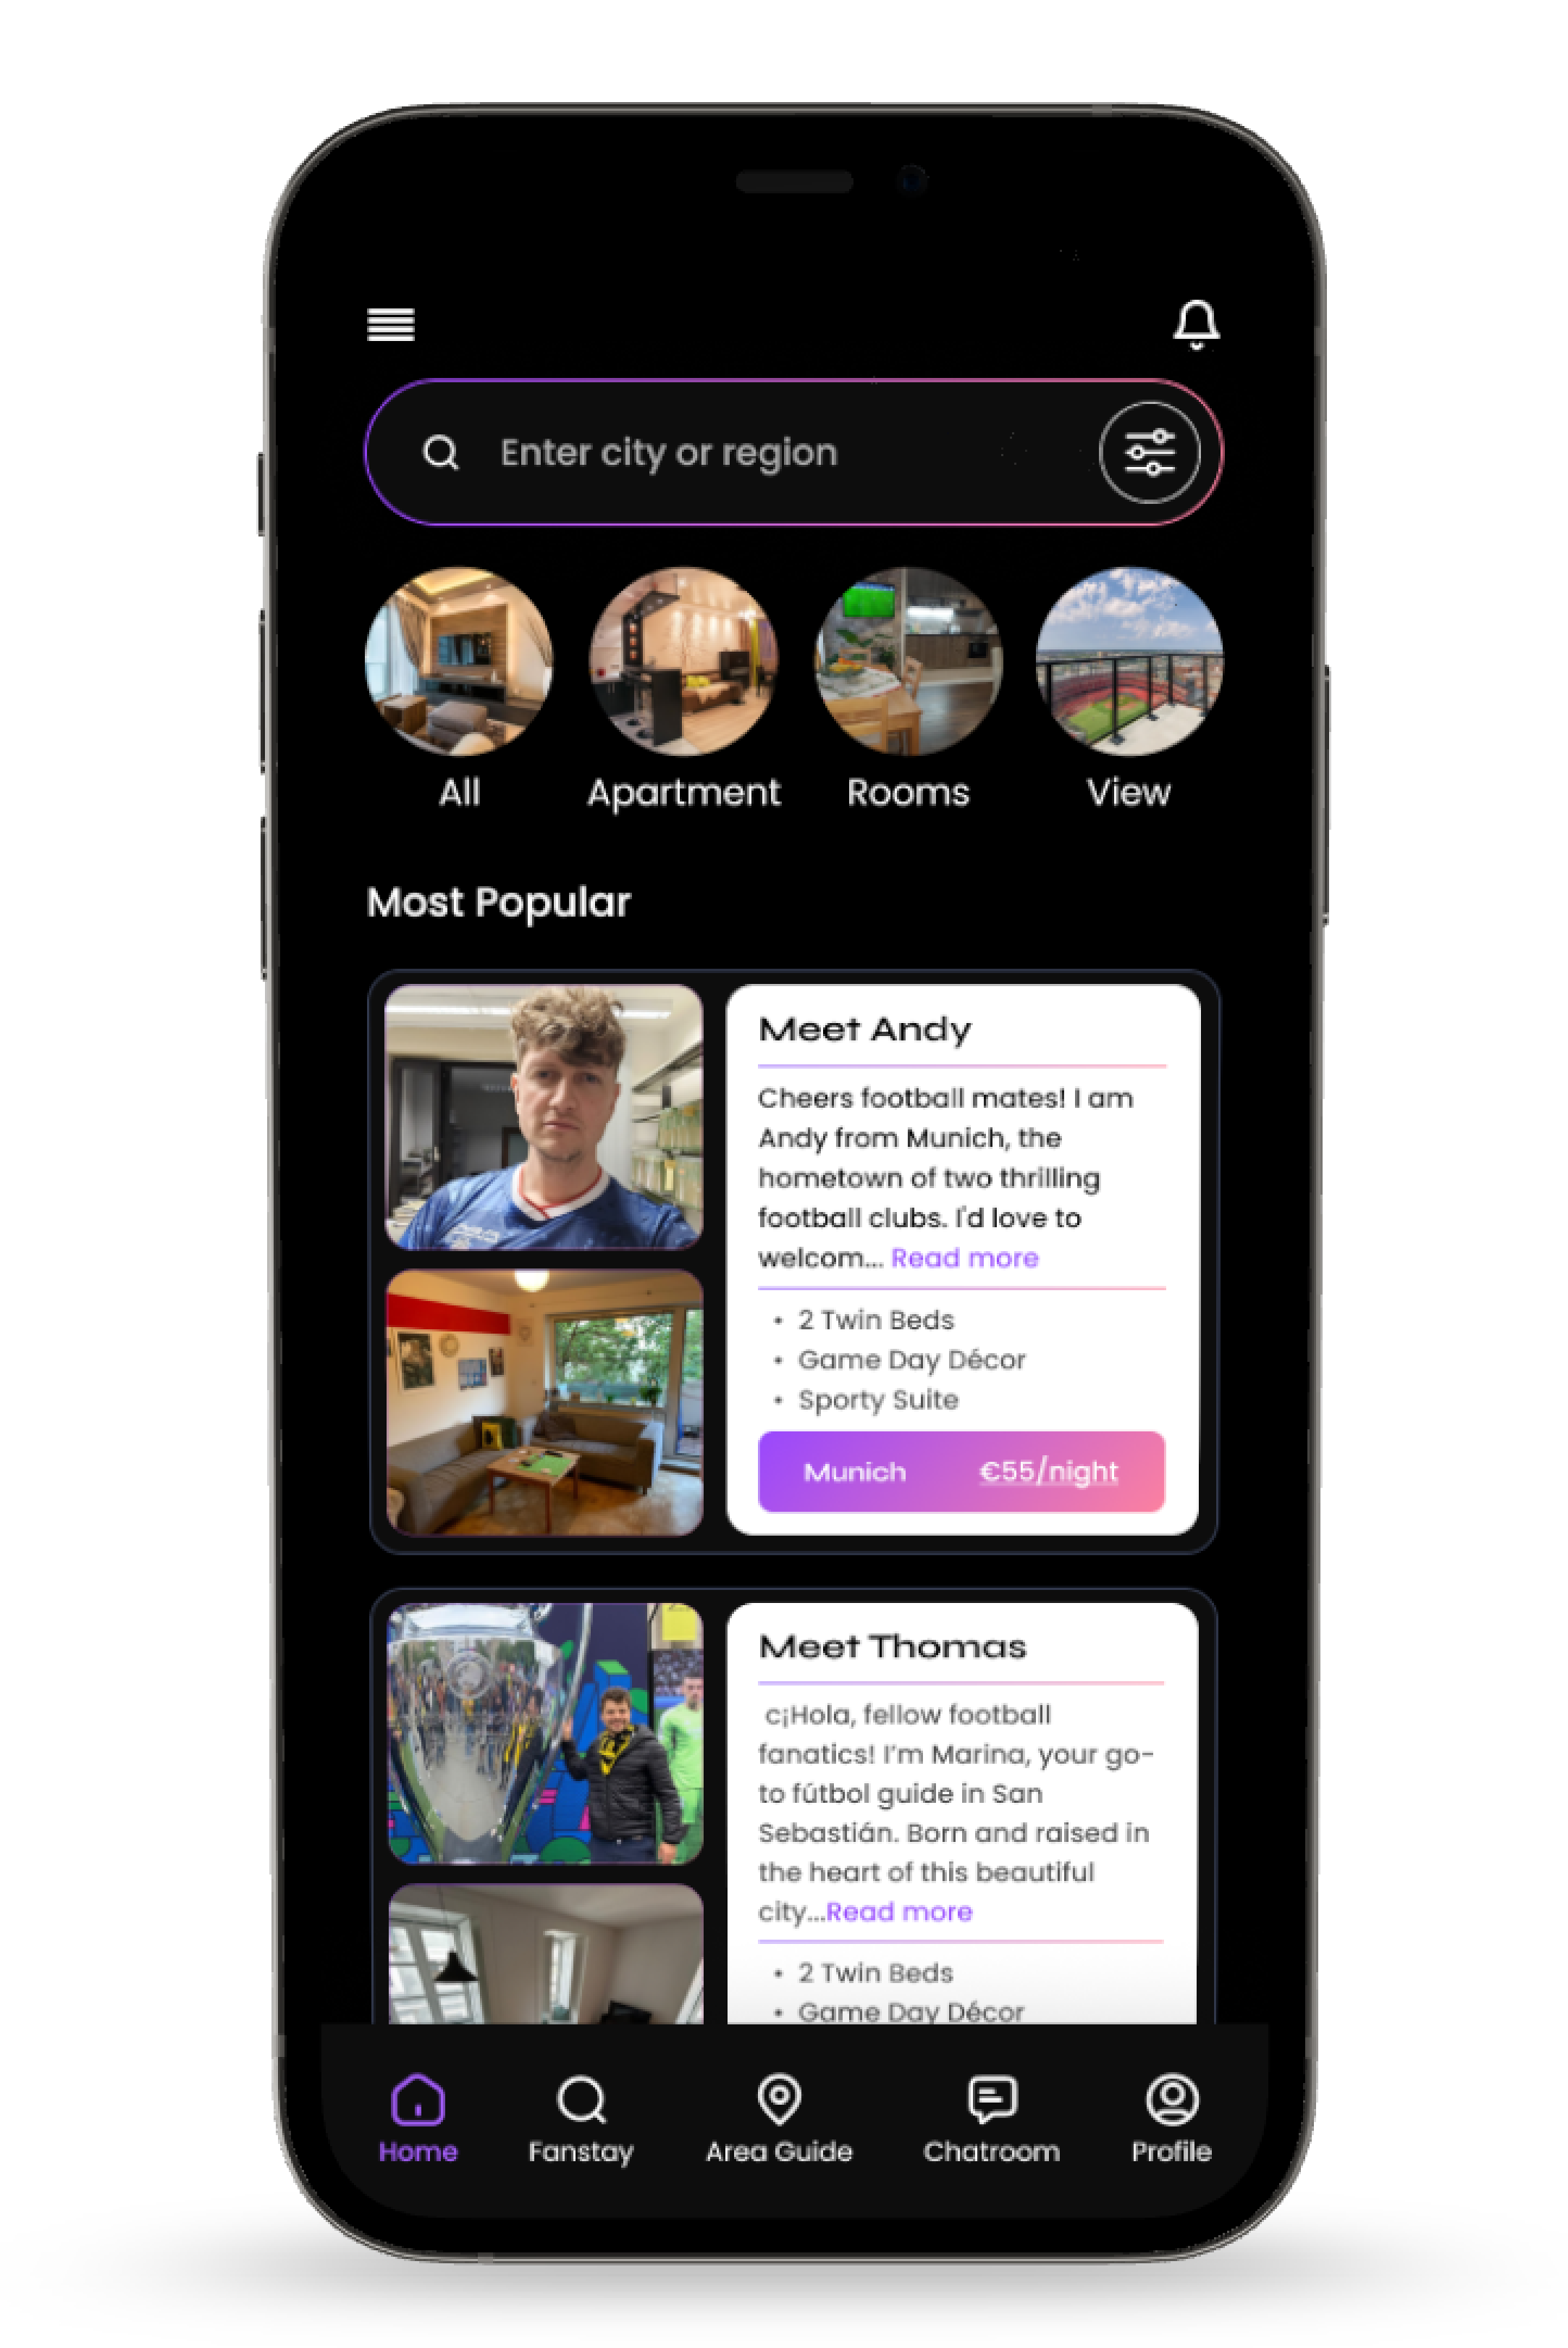 Enter city or region
All
Apartment
Rooms
View
Most Popular
Meet Andy
Cheers football mates! I am
Andy from Munich, the
hometown of two thrilling
football clubs. I'd love to
welcom... Read more
• 2 Twin Beds
• Game Day Décor
• Sporty Suite
Munich €55/night
Meet Thomas
c¡Hola, fellow football
fanatics! I'm Marina, your go-
to fútbol guide in San
Sebastián. Born and raised in
the heart of this beautiful
city...Read more
• 2 Twin Beds
• Game Day Décor
Home
Fanstay
Area Guide
Chatroom
Profile